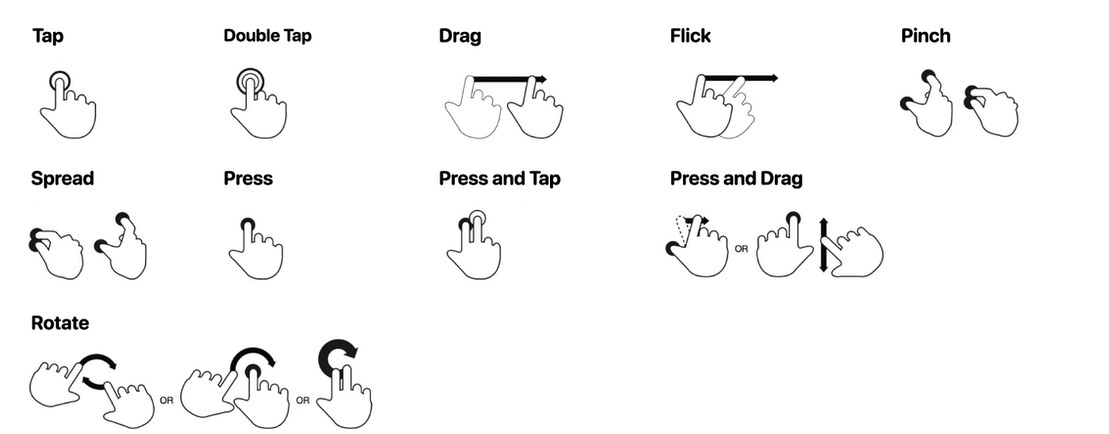 Tap
Double Tap
Drag
Flick
Pinch
Spread
Press
Press and Tap
Press and Drag
OR
Rotate
OR
OR